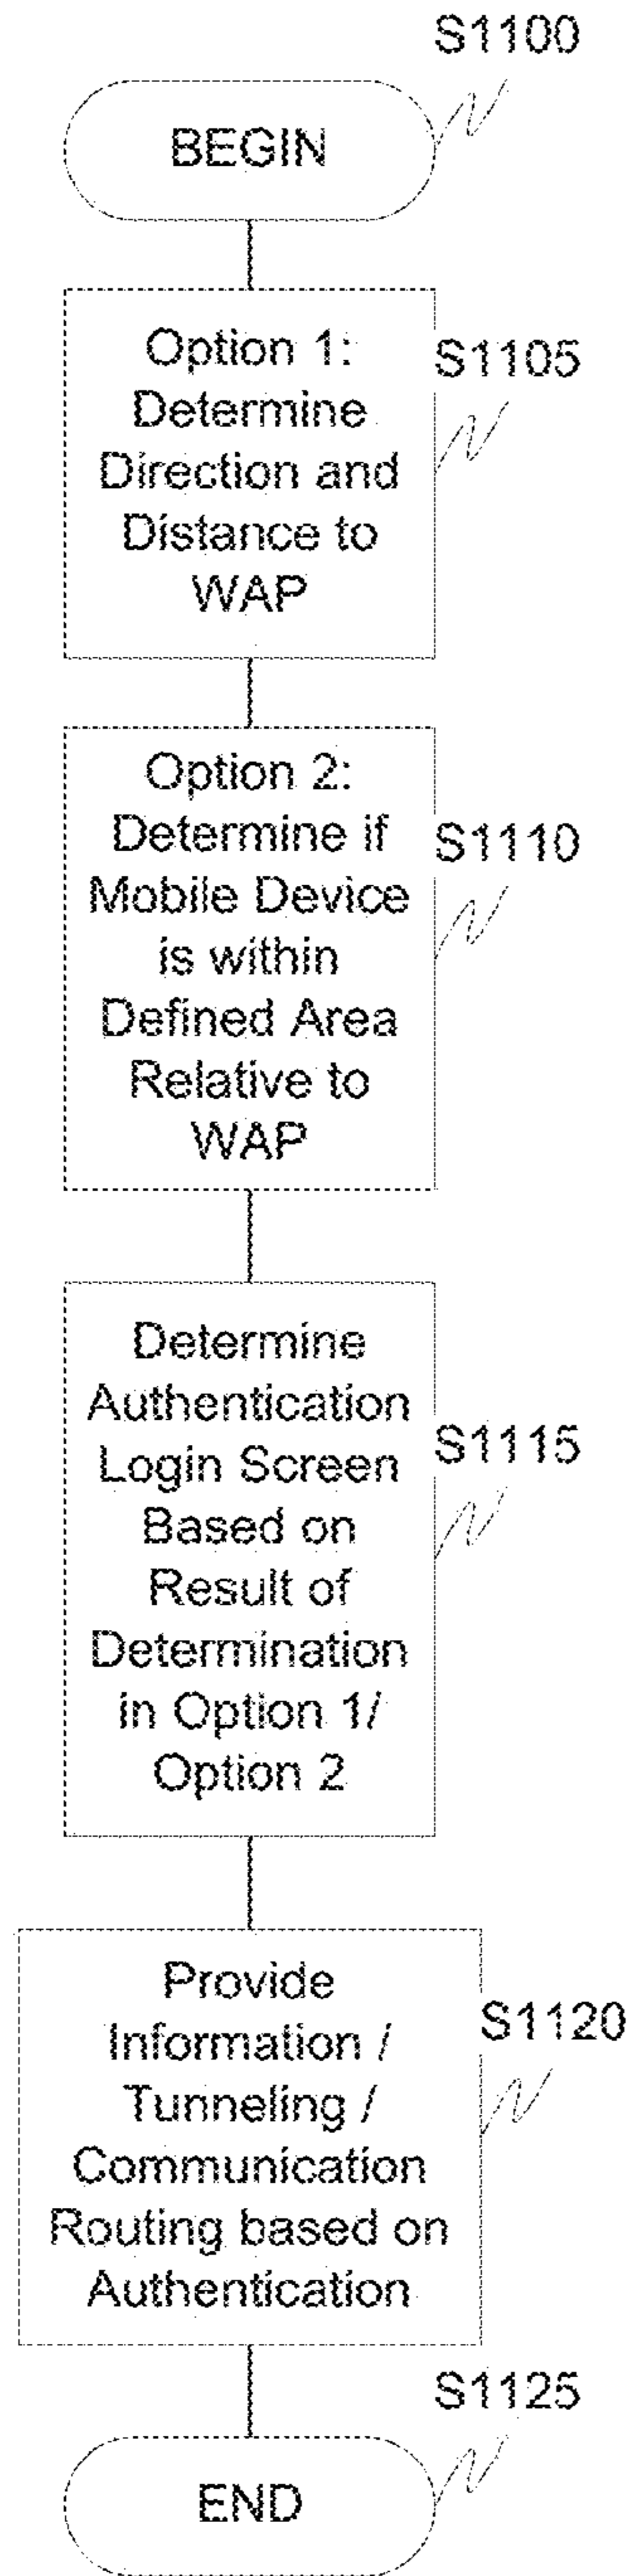 S1100
BEGIN
Option 1:
S1105
Determine
Direction and
Distance to
WAP
Option 2:
Determine if
S1110
Mobile Device
is within
Defined Area
Relative to
WAP
Determine
Authentication
S1115
Login Screen
Based on
Result of
Determination
in Option 1/
Option 2
Provide
S1120
Information /
Tunneling /
Communication
Routing based on
Authentication
S1125
END